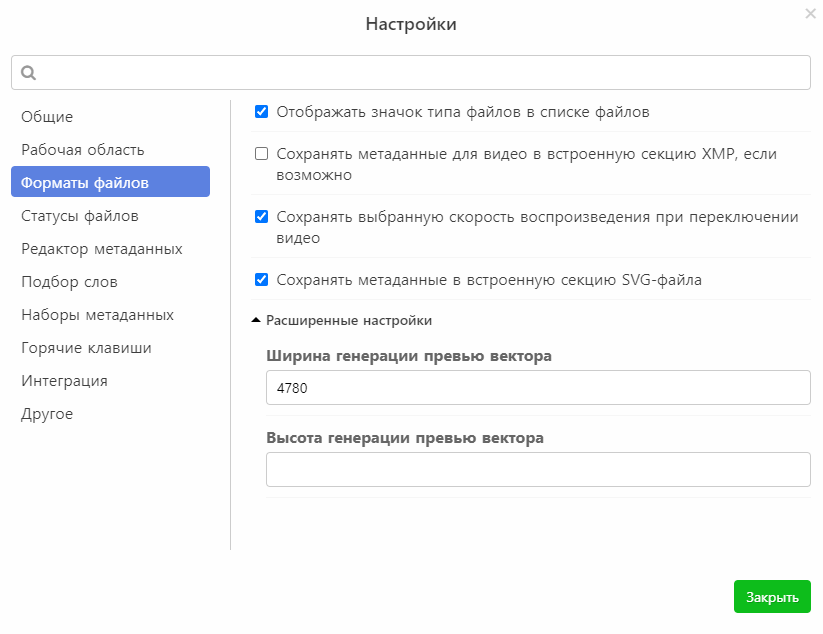 Настройки
Общие
Рабочая область
Форматы файлов
Статусы файлов
Редактор метаданных
Подбор слов
Наборы метаданных
Горячие клавиши
Интеграция
Другое
Отображать значок типа файлов в списке файлов
Сохранять метаданные для видео в встроенную секцию XMP, если
возможно
Сохранять выбранную скорость воспроизведения при переключении
видео
Сохранять метаданные в встроенную секцию SVG-файла
Расширенные настройки
Ширина генерации превью вектора
4780
Высота генерации превью вектора
Закрыть